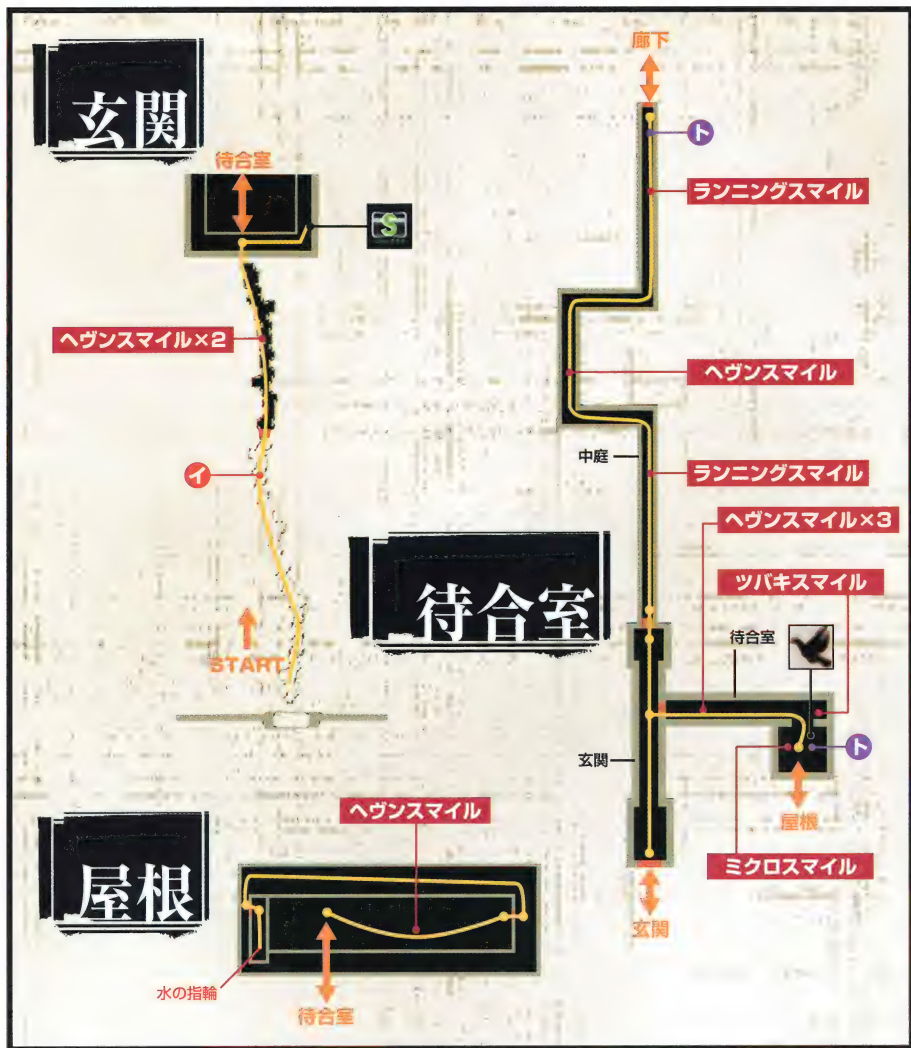 玄関
待合室
S
ヘヴンスマイル×2
イ
START
廊下
ト
ランニングスマイル
ヘヴンスマイル
中庭
ランニングスマイル
ヘヴンスマイル×3
ツバキスマイル
待合室
待合室
玄関
ト
屋根
ミクロスマイル
玄関
屋根
ヘヴンスマイル
水の指輪
待合室